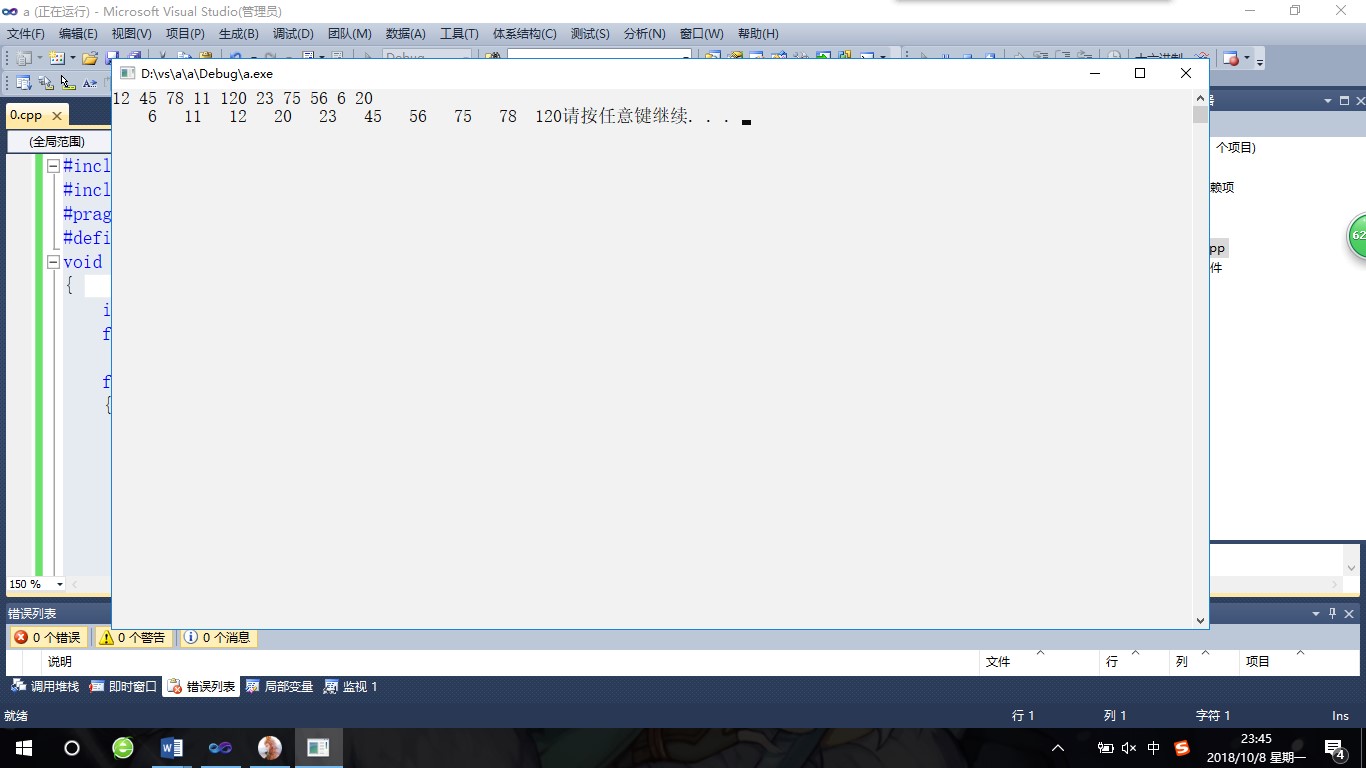 a (正在运行) - Microsoft Visual Studio(管理员)
文件(F) 编辑(E) 视图(V) 项目(P) 生成(B) 调试(D) 团队(M) 数据(A) 工具(T) 体系结构(C) 测试(S) 分析(N) 窗口(W) 帮助(H)
Debug
十六进制
D:\vs\a\a\Debug\a.exe
12 45 78 11 120 23 75 56 6 20
6 11 12 20 23 45 56 75 78 120请按任意键继续. . .
0.cpp
(全局范围)
#incl
#incl
#prag
#defi
void
{
i
f
f
{
个项目)
赖项
pp
件
62
150 %
错误列表
0 个错误 0 个警告 0 个消息
说明 文件 行 列 项目
调用堆栈 即时窗口 错误列表 局部变量 监视 1
就绪 行 1 列 1 字符 1 Ins
中
23:45
2018/10/8 星期一
4